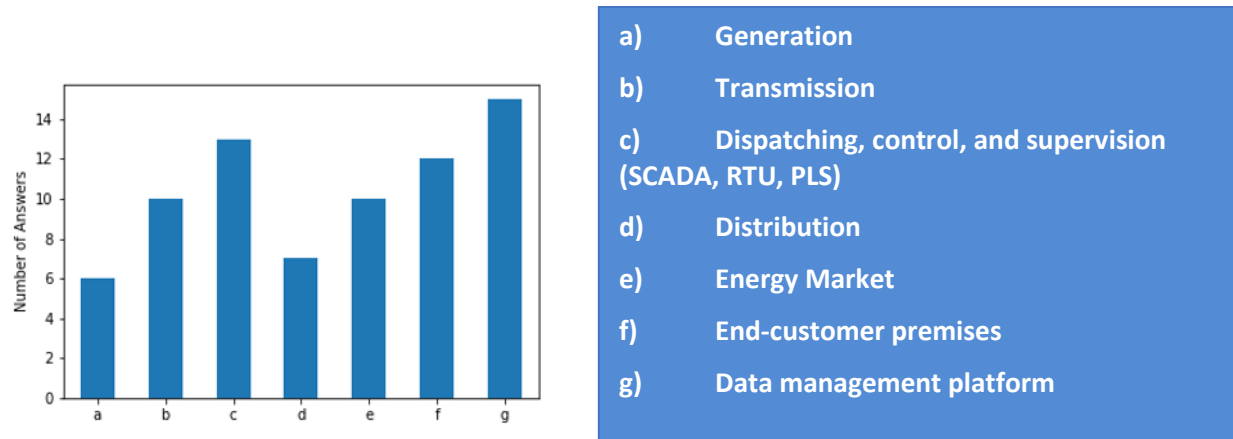 14
12
10
8
6
4
2
0
Number of Answers
a b c d e f g
a) Generation
b) Transmission
c) Dispatching, control, and supervision
(SCADA, RTU, PLS)
d) Distribution
e) Energy Market
f) End-customer premises
g) Data management platform